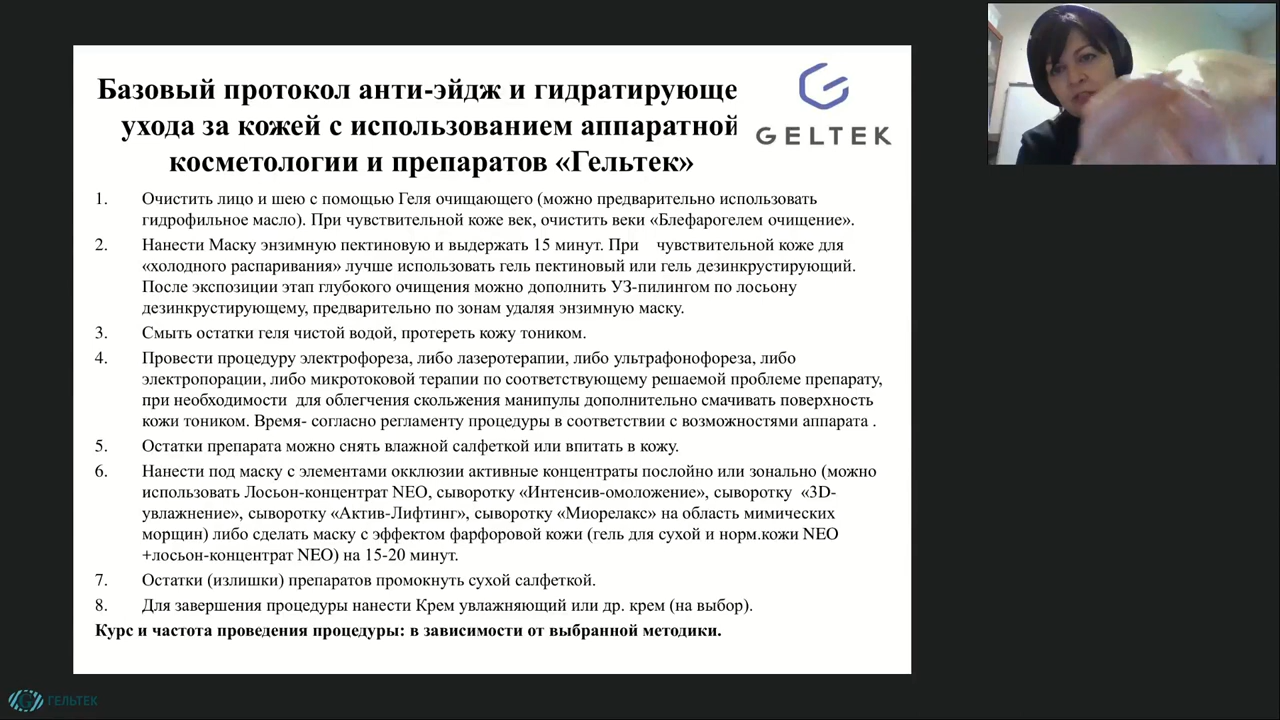 Базовый протокол анти-эйдж и гидратирующе
ухода за кожей с использованием аппаратной
косметологии и препаратов «Гельтек»
GELTEK
1. Очистить лицо и шею с помощью Геля очищающего (можно предварительно использовать
гидрофильное масло). При чувствительной коже век, очистить веки «Блефарогелем очищение».
2. Нанести Маску энзимную пектиновую и выдержать 15 минут. При чувствительной коже для
«холодного распаривания» лучше использовать гель пектиновый или гель дезинкрустирующий.
После экспозиции этап глубокого очищения можно дополнить УЗ-пилингом по лосьону
дезинкрустирующему, предварительно по зонам удаляя энзимную маску.
3. Смыть остатки геля чистой водой, протереть кожу тоником.
4. Провести процедуру электрофореза, либо лазеротерапии, либо ультрафонофореза, либо
электропорации, либо микротоковой терапии по соответствующему решаемой проблеме препарату,
при необходимости для облегчения скольжения манипулы дополнительно смачивать поверхность
кожи тоником. Время- согласно регламенту процедуры в соответствии с возможностями аппарата .
5. Остатки препарата можно снять влажной салфеткой или впитать в кожу.
6. Нанести под маску с элементами окклюзии активные концентраты послойно или зонально (можно
использовать Лосьон-концентрат NEO, сыворотку «Интенсив-омоложение», сыворотку «3D-
увлажнение», сыворотку «Актив-Лифтинг», сыворотку «Миорелакс» на область мимических
морщин) либо сделать маску с эффектом фарфоровой кожи (гель для сухой и норм.кожи NEO
+лосьон-концентрат NEO) на 15-20 минут.
7. Остатки (излишки) препаратов промокнуть сухой салфеткой.
8. Для завершения процедуры нанести Крем увлажняющий или др. крем (на выбор).
Курс и частота проведения процедуры: в зависимости от выбранной методики.
ГЕЛЬТЕК